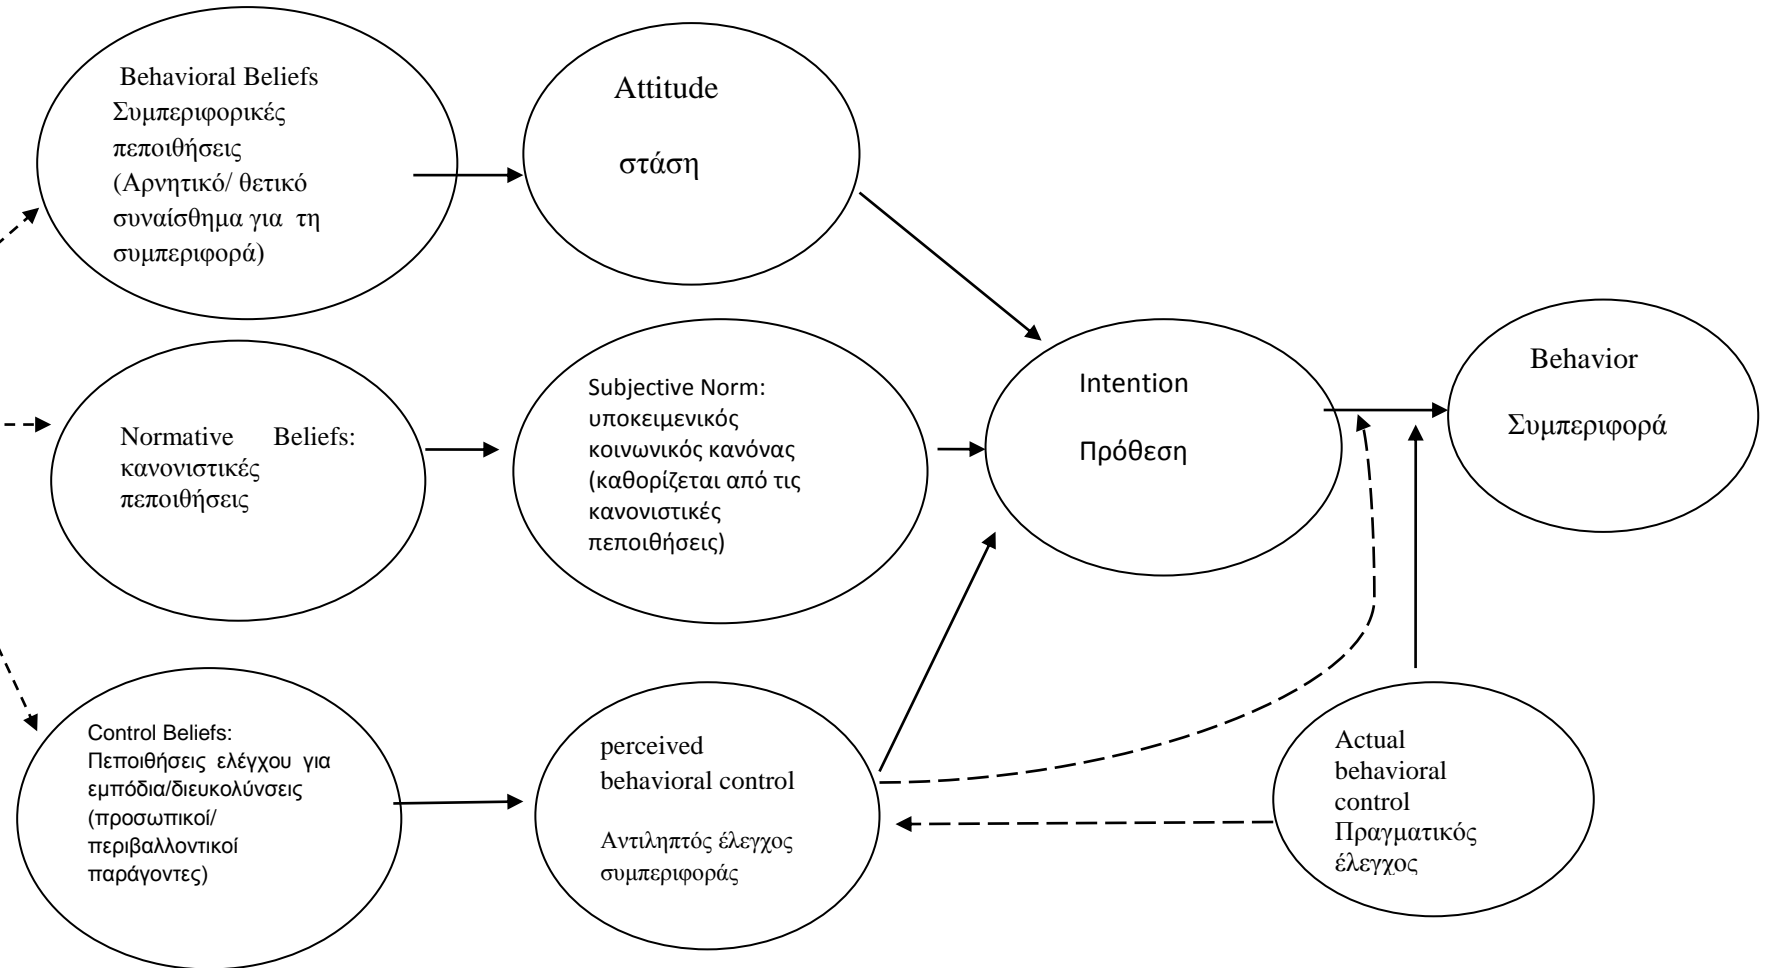 Behavioral Beliefs
Συμπεριφορικές
πεποιθήσεις
(Αρνητικό/ θετικό
συναίσθημα για τη
συμπεριφορά)
Attitude
στάση
Normative Beliefs:
κανονιστικές
πεποιθήσεις
Subjective Norm:
υποκειμενικός
κοινωνικός κανόνας
(καθορίζεται από τις
κανονιστικές
πεποιθήσεις)
Intention
Πρόθεση
Behavior
Συμπεριφορά
Control Beliefs:
Πεποιθήσεις ελέγχου για
εμπόδια/διευκολύνσεις
(προσωπικοί/
περιβαλλοντικοί
παράγοντες)
perceived
behavioral control
Αντιληπτός έλεγχος
συμπεριφοράς
Actual
behavioral
control
Πραγματικός
έλεγχος